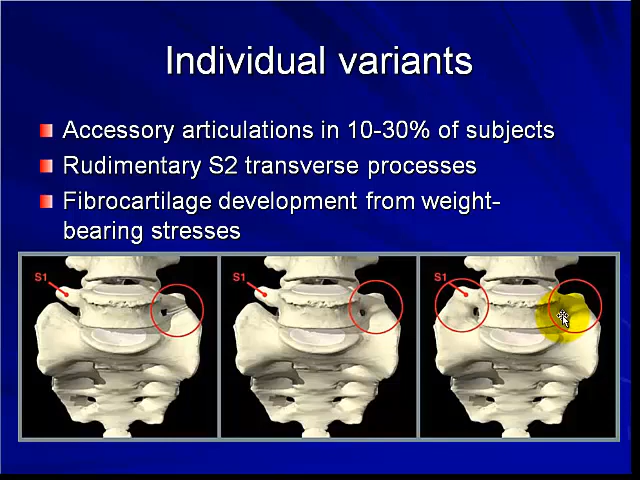 Individual variants
Accessory articulations in 10-30% of subjects
Rudimentary S2 transverse processes
Fibrocartilage development from weight-
bearing stresses
S1 S1 S1